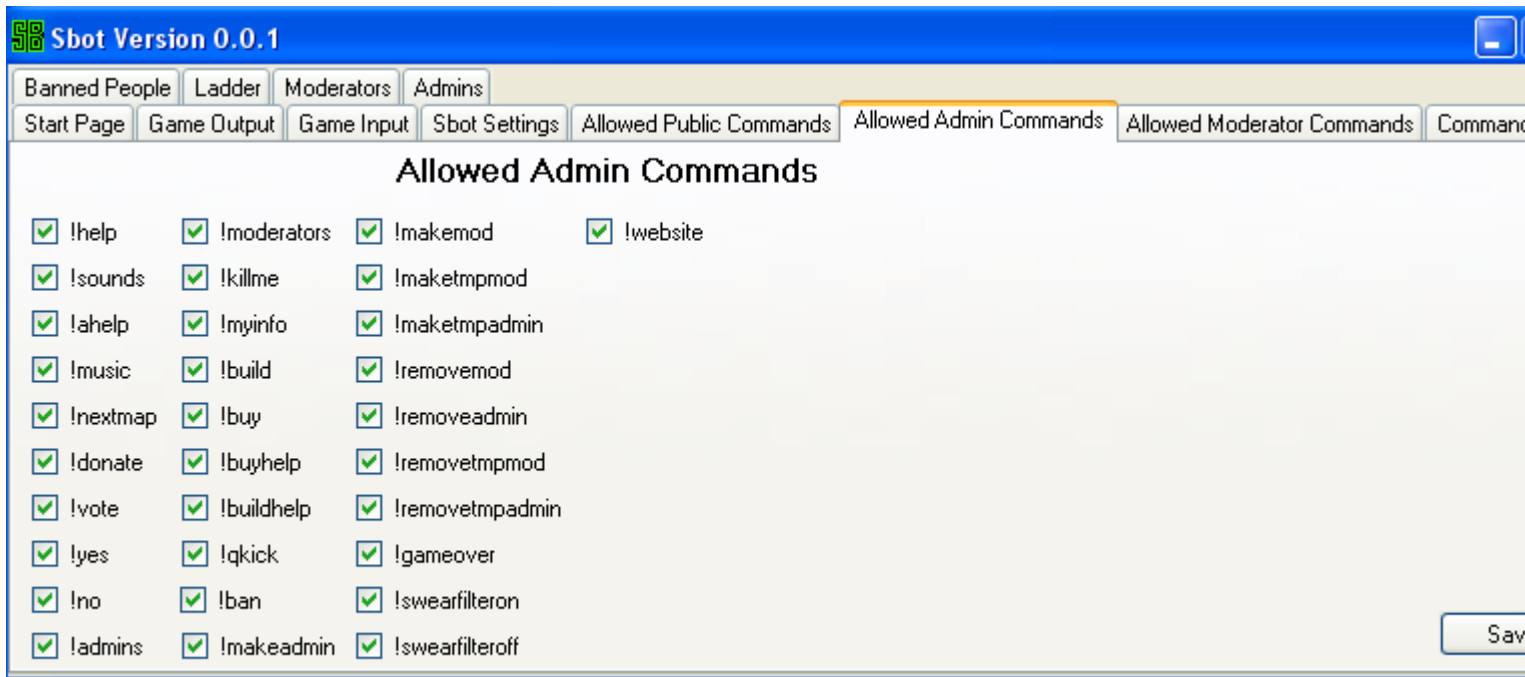 SB Sbot Version 0.0.1
Banned People Ladder Moderators Admins
Start Page Game Output Game Input Sbot Settings Allowed Public Commands Allowed Admin Commands Allowed Moderator Commands Command
Allowed Admin Commands
!help !moderators !makemod !website
!sounds !killme !maketmpmod
!ahelp !myinfo !maketmpadmin
!music !build !removemod
!nextmap !buy !removeadmin
!donate !buyhelp !removetmpmod
!vote !buildhelp !removetmpadmin
!yes !qkick !gameover
!no !ban !swearfilteron
!admins !makeadmin !swearfilteroff
Sav